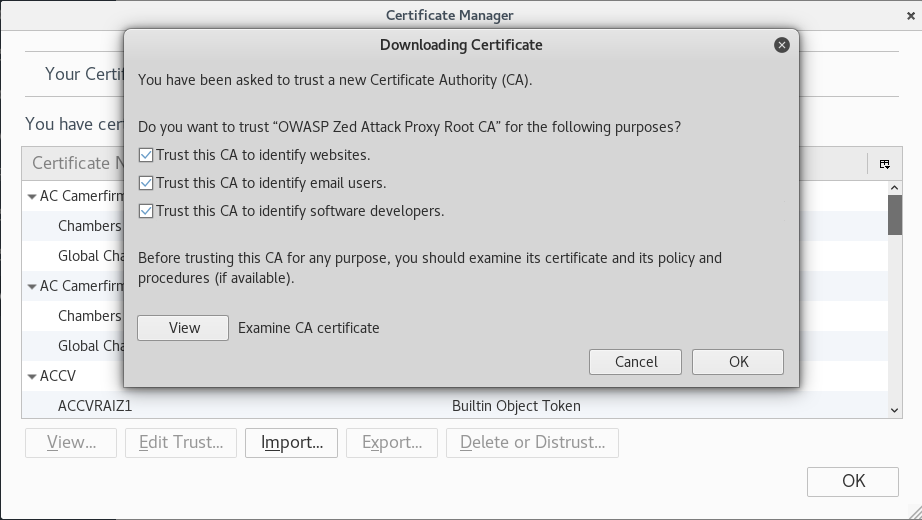 Certificate Manager
Downloading Certificate
Your Certif
You have been asked to trust a new Certificate Authority (CA).
You have cert
Do you want to trust “OWASP Zed Attack Proxy Root CA” for the following purposes?
Certificate N
Trust this CA to identify websites.
Trust this CA to identify email users.
Trust this CA to identify software developers.
AC Camerfirm
Chambers
Global Cha
AC Camerfirm
Chambers
Global Cha
Before trusting this CA for any purpose, you should examine its certificate and its policy and
procedures (if available).
View Examine CA certificate
Cancel OK
ACCV
ACCVRAIZ1 Builtin Object Token
View... Edit Trust... Import... Export... Delete or Distrust...
OK